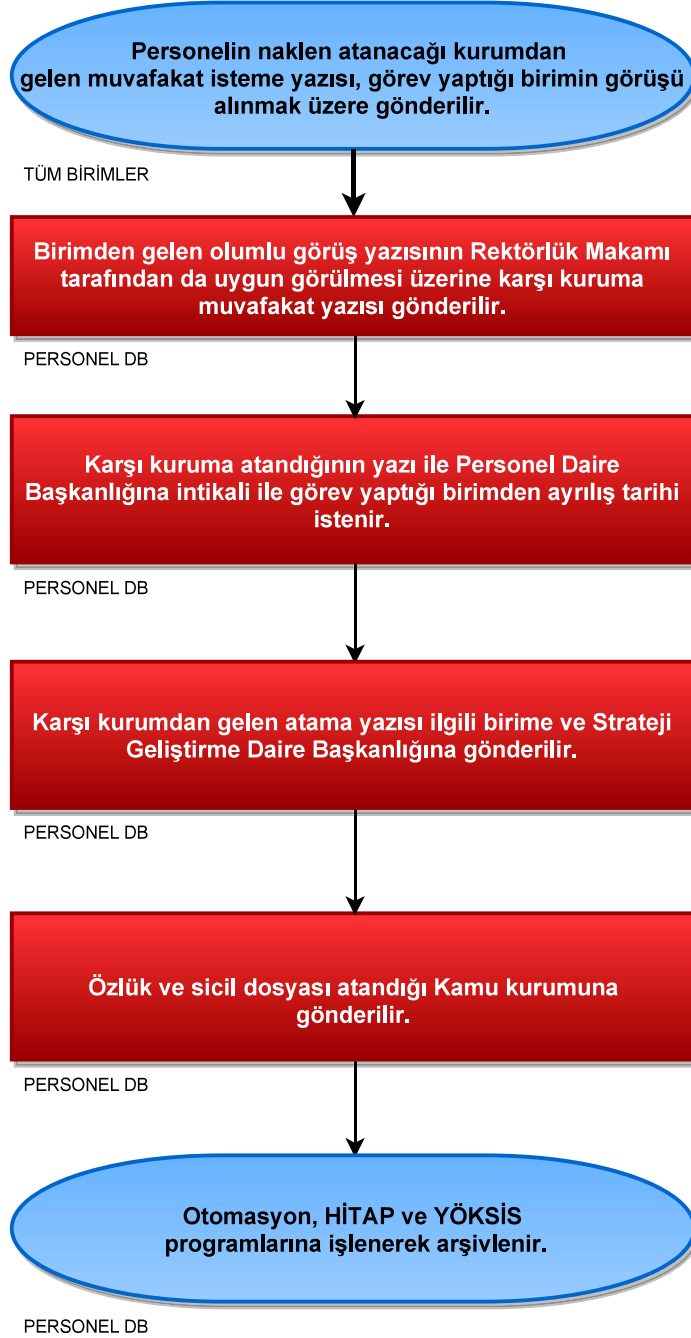 Personelin naklen atanacağı kurumdan
gelen muvafakat isteme yazısı, görev yaptığı birimin görüşü
alınmak üzere gönderilir.
TÜM BİRİMLER
Birimden gelen olumlu görüş yazısının Rektörlük Makamı
tarafından da uygun görülmesi üzerine karşı kuruma
muvafakat yazısı gönderilir.
PERSONEL DB
Karşı kuruma atandığının yazı ile Personel Daire
Başkanlığına intikali ile görev yaptığı birimden ayrılış tarihi
istenir.
PERSONEL DB
Karşı kurumdan gelen atama yazısı ilgili birime ve Strateji
Geliştirme Daire Başkanlığına gönderilir.
PERSONEL DB
Özlük ve sicil dosyası atandığı Kamu kurumuna
gönderilir.
PERSONEL DB
Otomasyon, HİTAP ve YÖKSİS
programlarına işlenerek arşivlenir.
PERSONEL DB